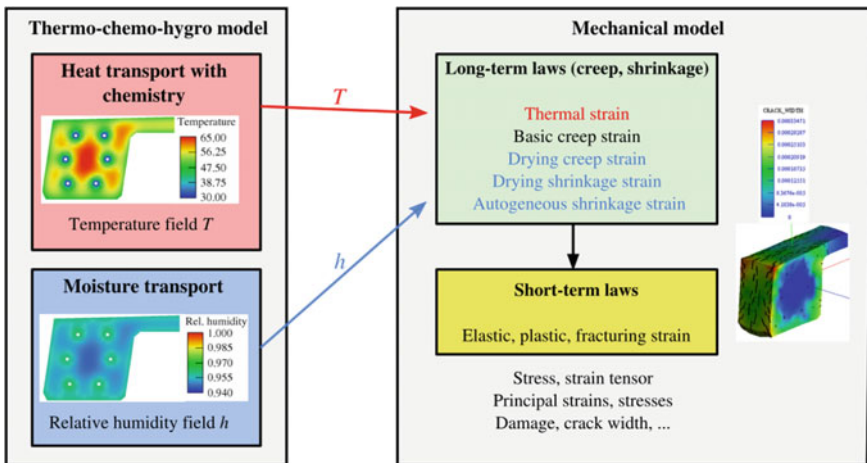 Thermo-chemo-hygro model
Heat transport with
chemistry
Temperature
65.00
56.25
47.50
38.75
30.00
Temperature field T
Moisture transport
Rel. humidity
1.000
0.985
0.970
0.955
0.940
Relative humidity field h
T
h
Mechanical model
Long-term laws (creep, shrinkage)
Thermal strain
Basic creep strain
Drying creep strain
Drying shrinkage strain
Autogeneous shrinkage strain
Short-term laws
Elastic, plastic, fracturing strain
Stress, strain tensor
Principal strains, stresses
Damage, crack width, ...
CRACK_WIDTH
0